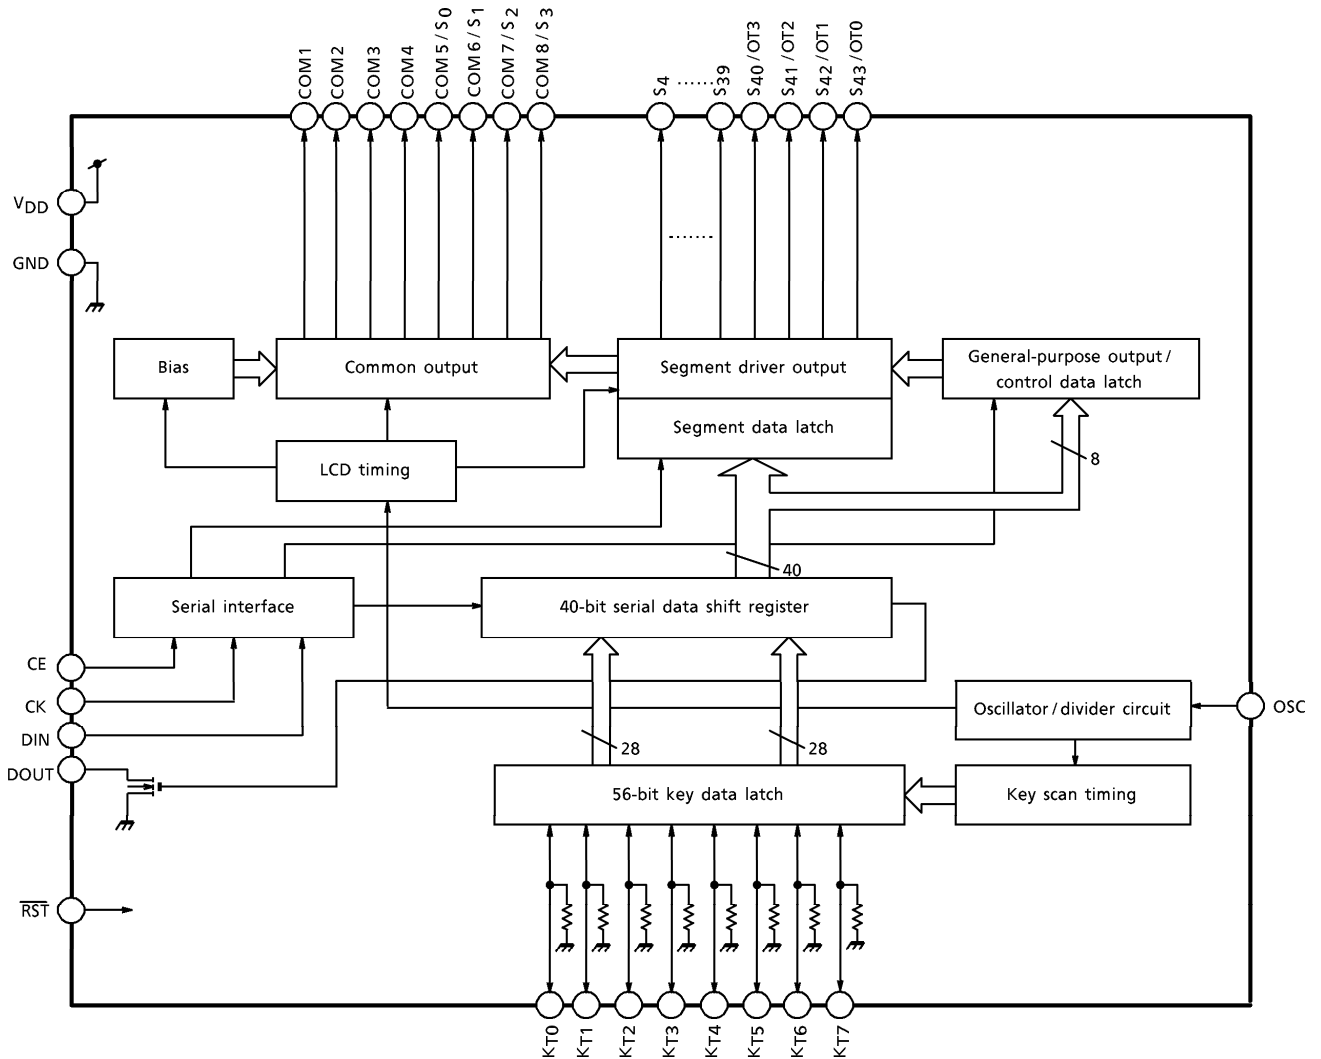 COM1
COM2
COM3
COM4
COM5/S0
COM6/S1
COM7/S2
COM8/S3
S4
......
S39
S40/OT3
S41/OT2
S42/OT1
S43/OT0
VDD
GND
.......
Bias
Common output
Segment driver output
General-purpose output/
control data latch
Segment data latch
LCD timing
8
40
Serial interface
40-bit serial data shift register
CE
CK
DIN
DOUT
Oscillator/divider circuit
OSC
28
28
56-bit key data latch
Key scan timing
RST
KT0
KT1
KT2
KT3
KT4
KT5
KT6
KT7